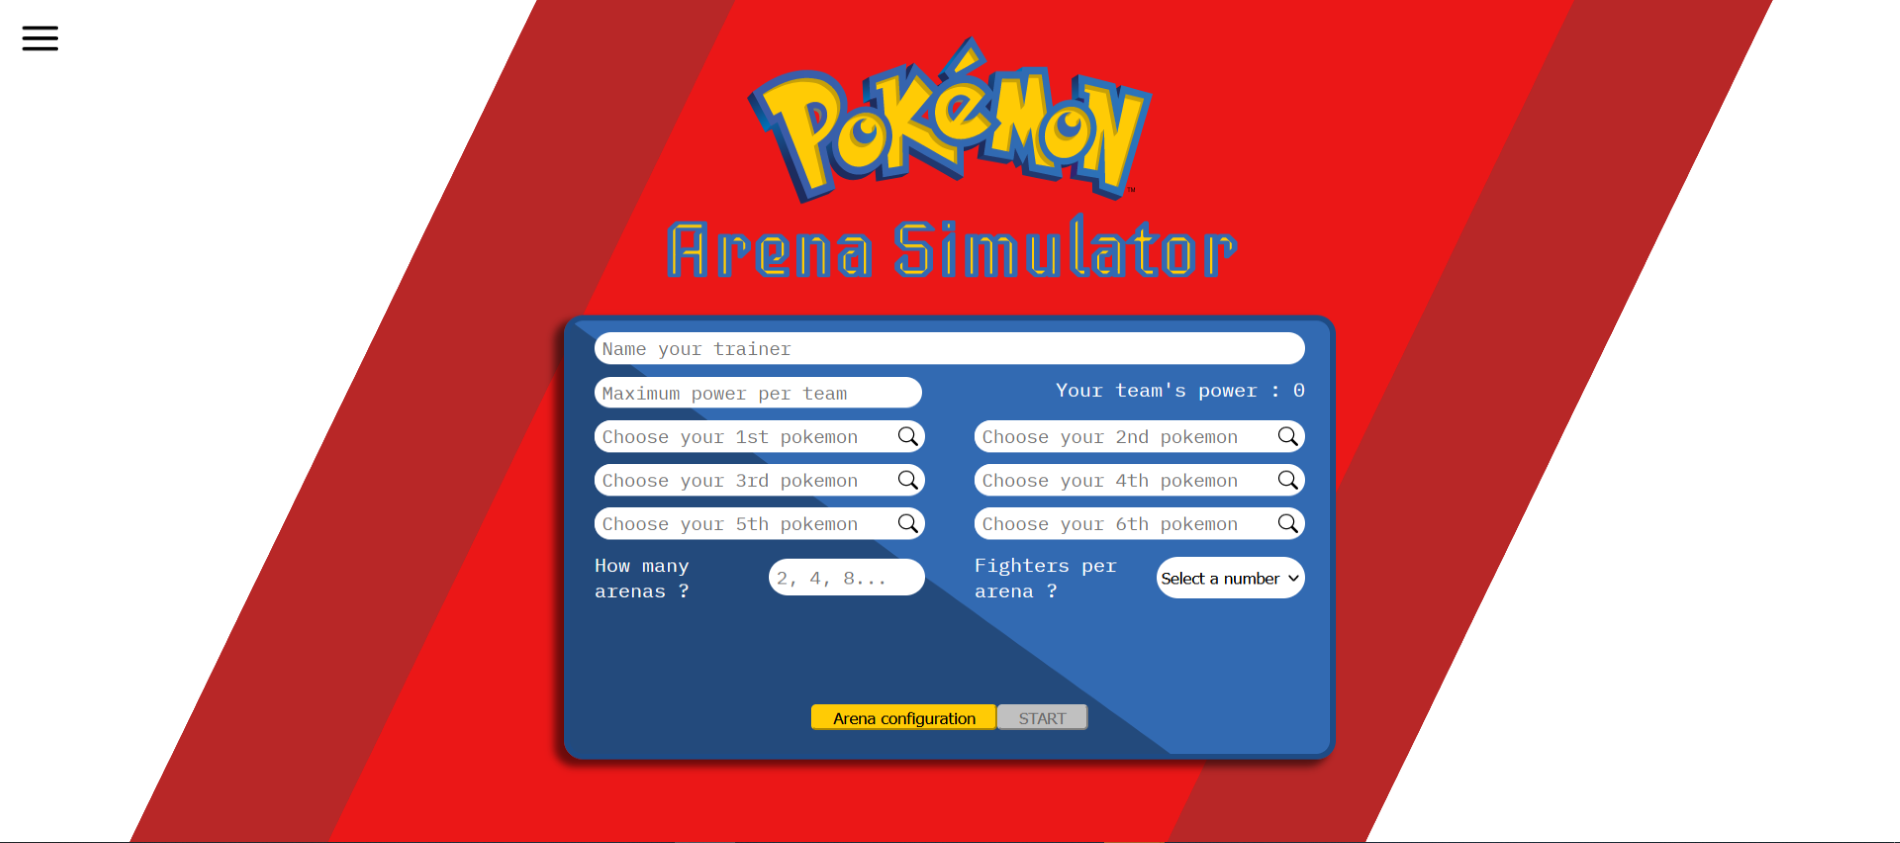 Pokémon
TM
Arena Simulator
Name your trainer
Maximum power per team
Your team's power : 0
Choose your 1st pokemon
Choose your 2nd pokemon
Choose your 3rd pokemon
Choose your 4th pokemon
Choose your 5th pokemon
Choose your 6th pokemon
How many
arenas ?
2, 4, 8...
Fighters per
arena ?
Select a number
Arena configuration
START